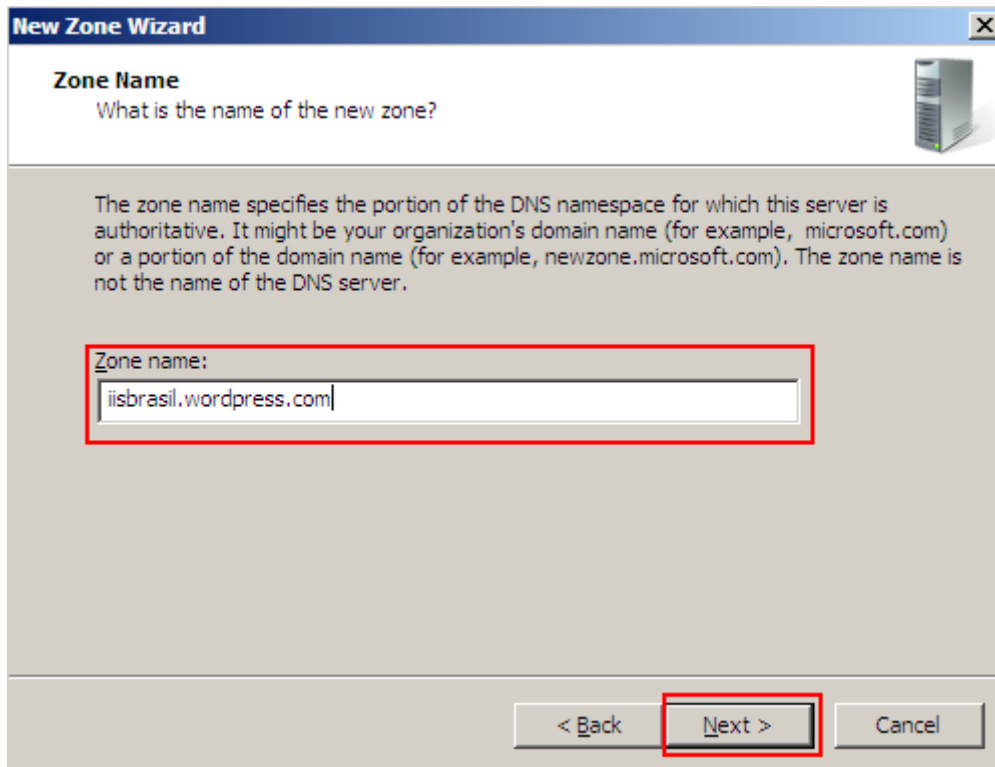 New Zone Wizard
Zone Name
What is the name of the new zone?
The zone name specifies the portion of the DNS namespace for which this server is
authoritative. It might be your organization's domain name (for example, microsoft.com)
or a portion of the domain name (for example, newzone.microsoft.com). The zone name is
not the name of the DNS server.
Zone name:
iisbrasil.wordpress.com
< Back Next > Cancel